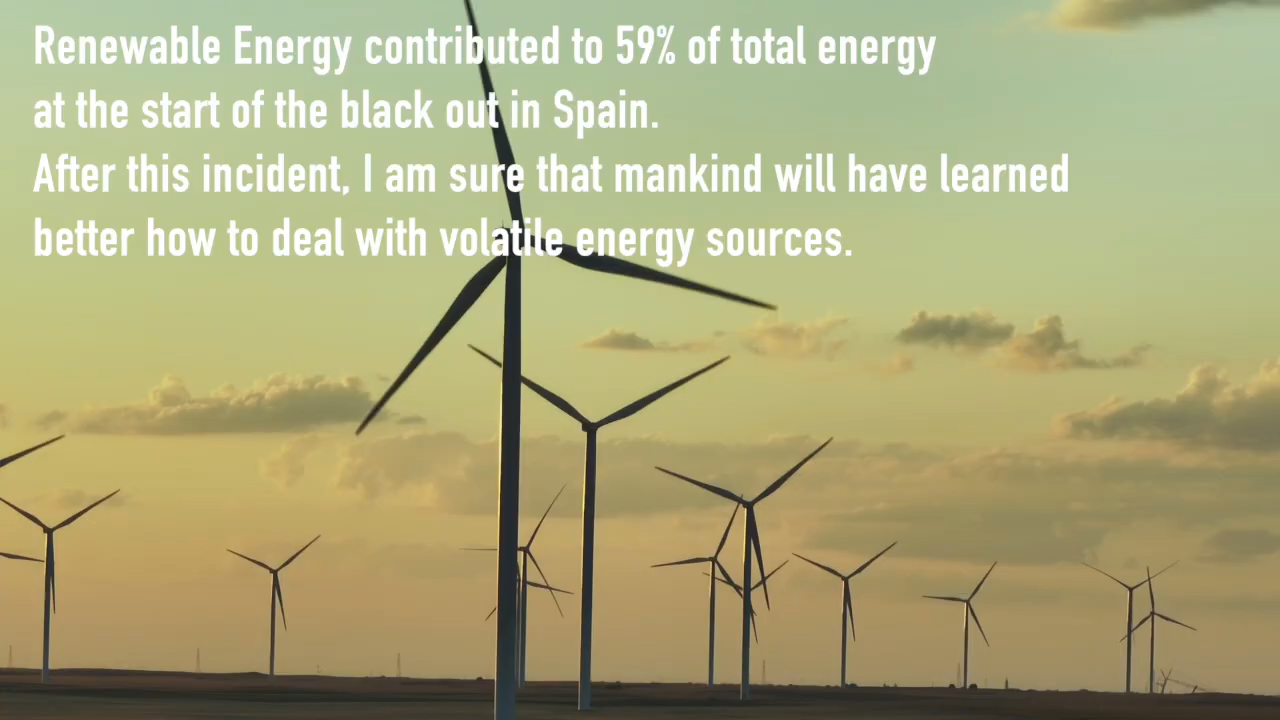 Renewable Energy contributed to 59% of total energy
at the start of the black out in Spain.
After this incident, I am sure that mankind will have learned
better how to deal with volatile energy sources.